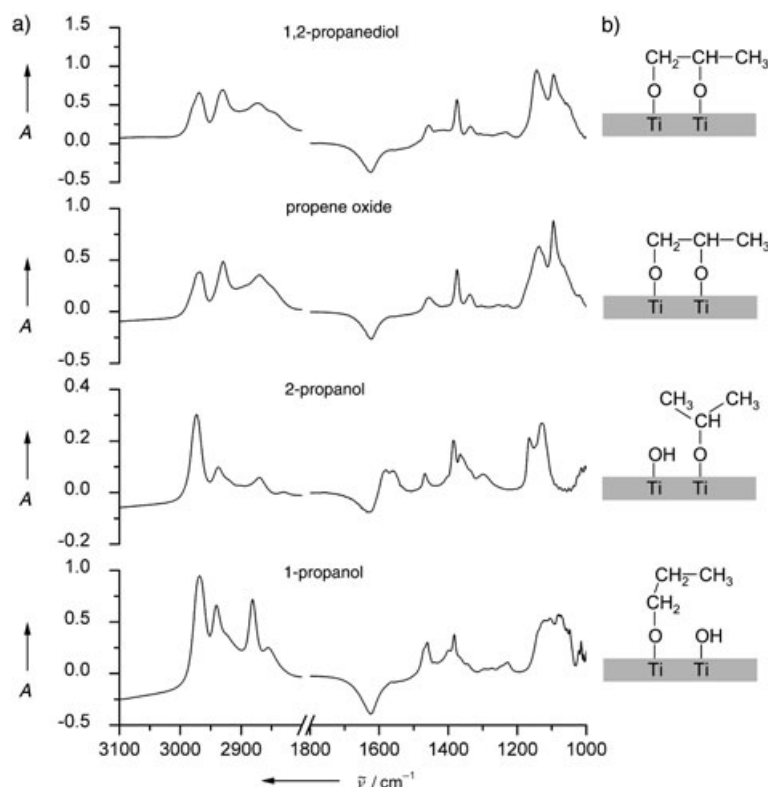 a)
b)
1,2-propanediol
1.5
1.0
0.5
0.0
-0.5
A
CH2–CH–CH3
O O
Ti Ti
propene oxide
1.0
0.5
0.0
-0.5
A
CH2–CH–CH3
O O
Ti Ti
2-propanol
0.4
0.2
0.0
-0.2
A
CH3 CH3
CH
OH O
Ti Ti
1-propanol
1.0
0.5
0.0
-0.5
A
CH2–CH3
CH2
O OH
Ti Ti
3100 3000 2900 1800 1600 1400 1200 1000
ν̃ / cm⁻¹